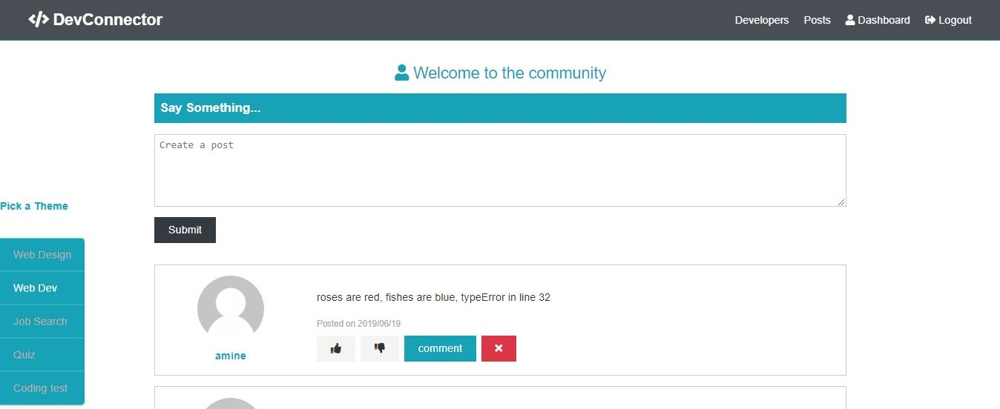 DevConnector
Developers Posts Dashboard Logout
Welcome to the community
Say Something...
Create a post
Submit
Pick a Theme
Web Design
Web Dev
Job Search
Quiz
Coding test
amine
roses are red, fishes are blue, typeError in line 32
Posted on 2019/06/19
comment